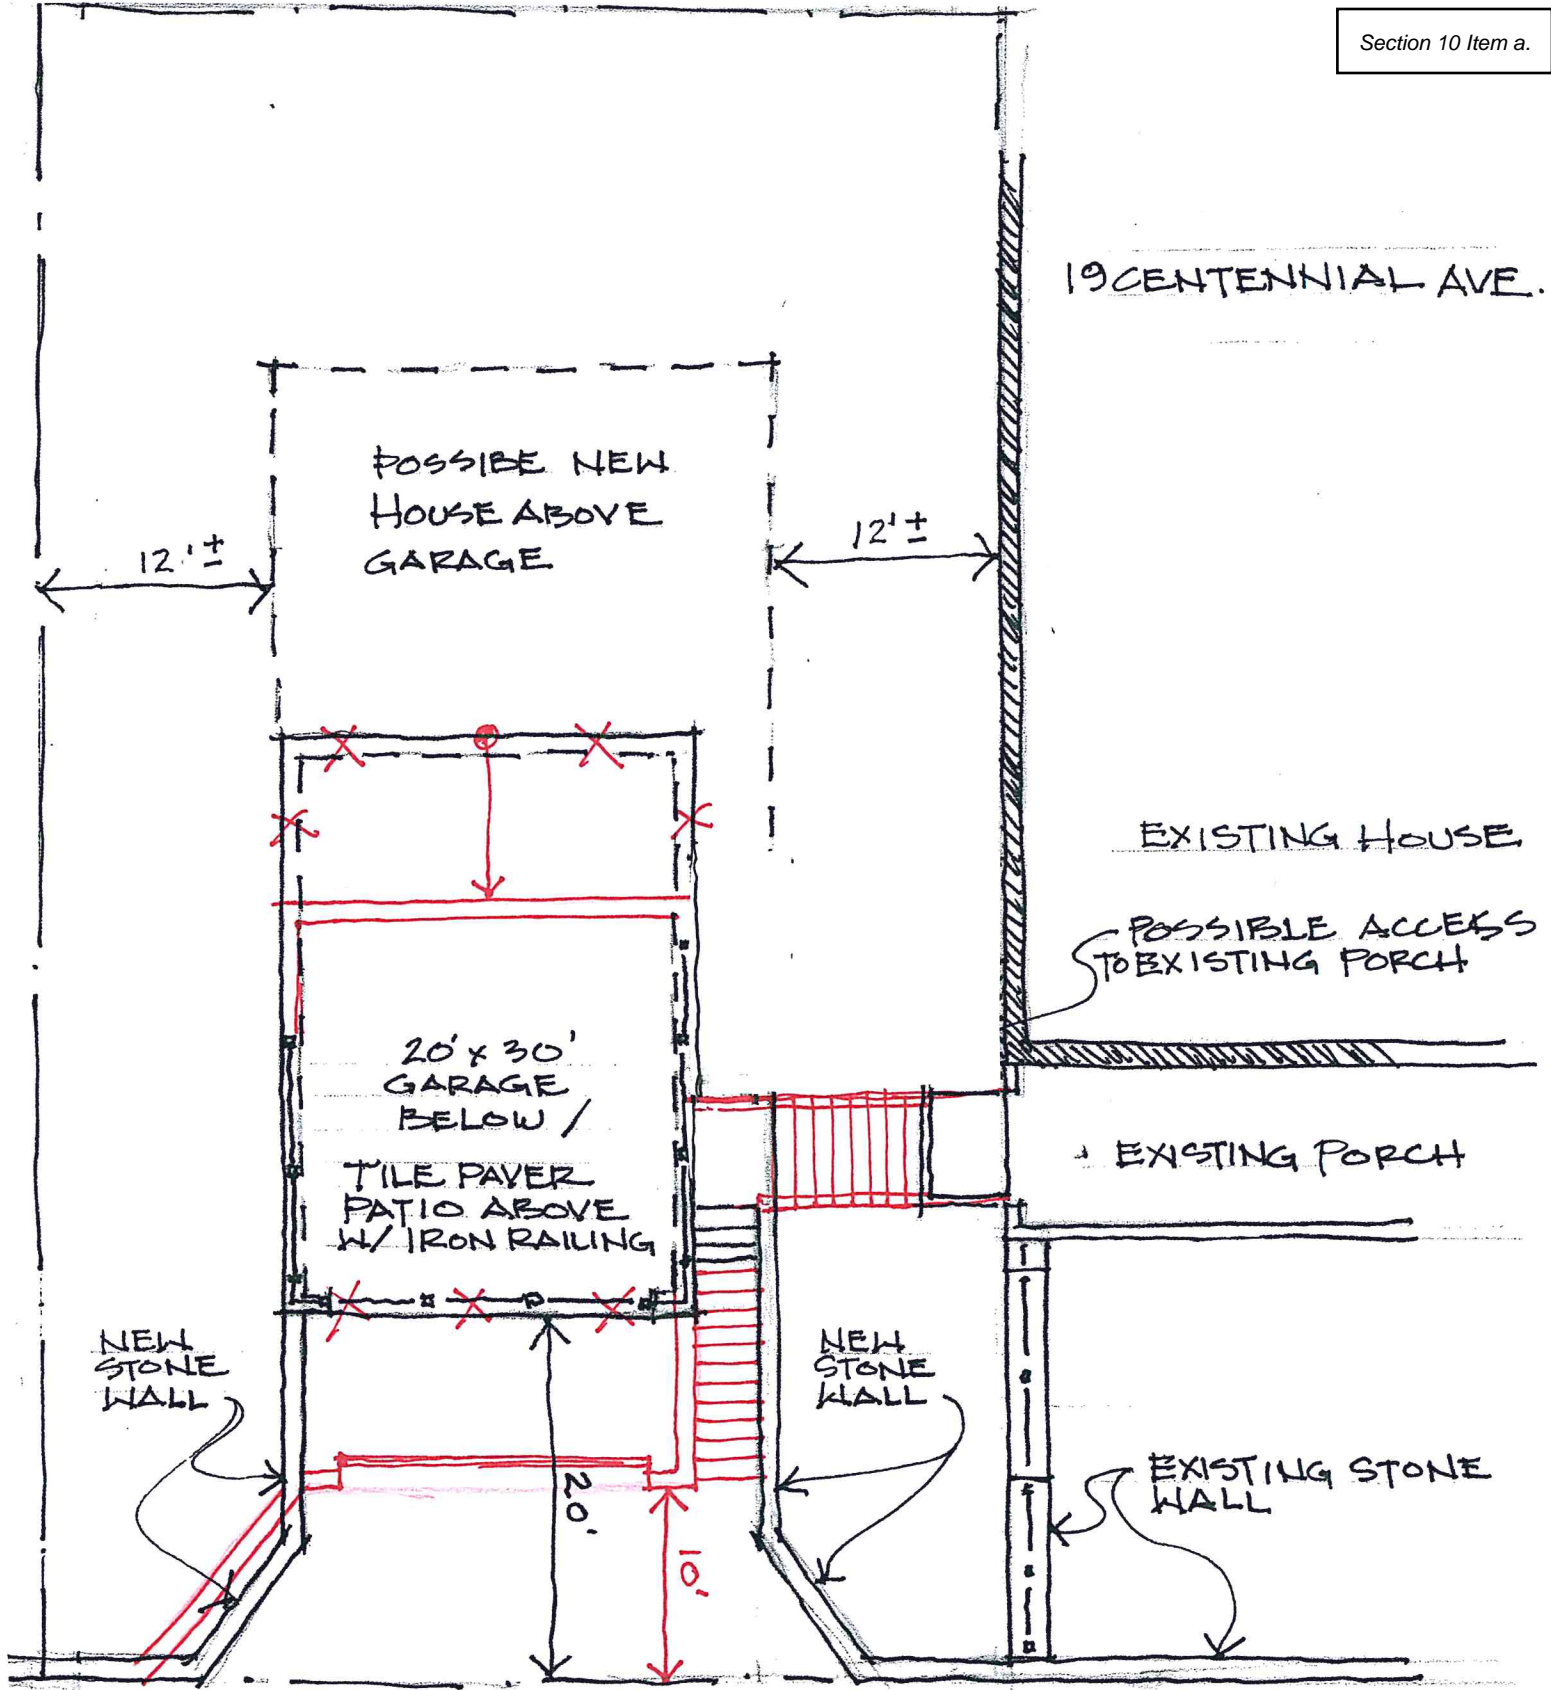 Section 10 Item a.
19 CENTENNIAL AVE.
POSSIBE NEW
HOUSE ABOVE
GARAGE
12'±
12'±
EXISTING HOUSE
POSSIBLE ACCESS
TO EXISTING PORCH
20' x 30'
GARAGE
BELOW /
TILE PAVER
PATIO ABOVE
W/ IRON RAILING
EXISTING PORCH
NEW
STONE
WALL
NEW
STONE
WALL
EXISTING STONE
WALL
20'
10'